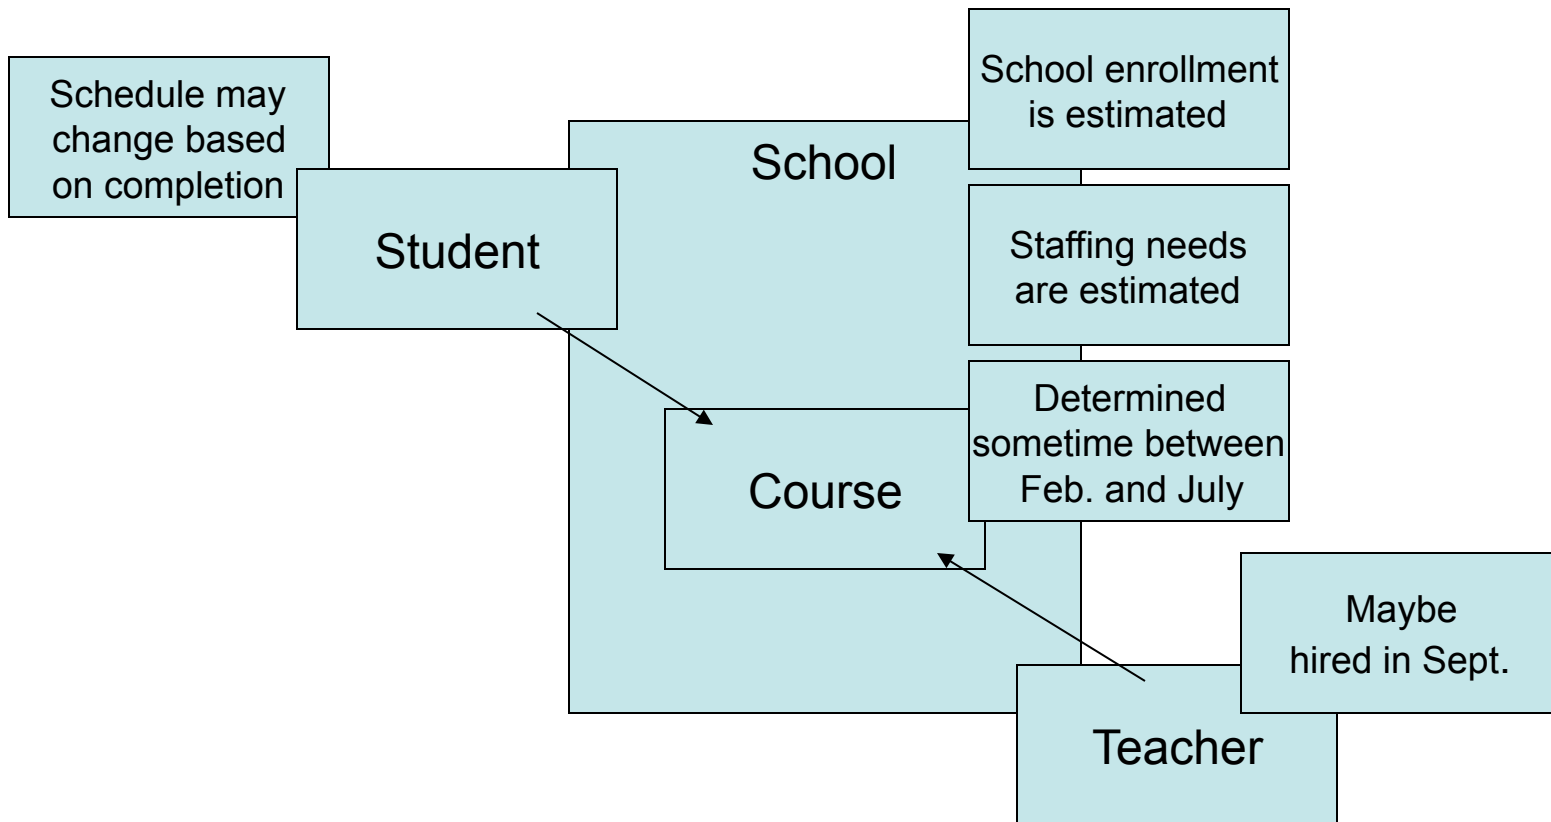 Schedule may
change based
on completion
Student
School
School enrollment
is estimated
Staffing needs
are estimated
Determined
sometime between
Feb. and July
Course
Maybe
hired in Sept.
Teacher